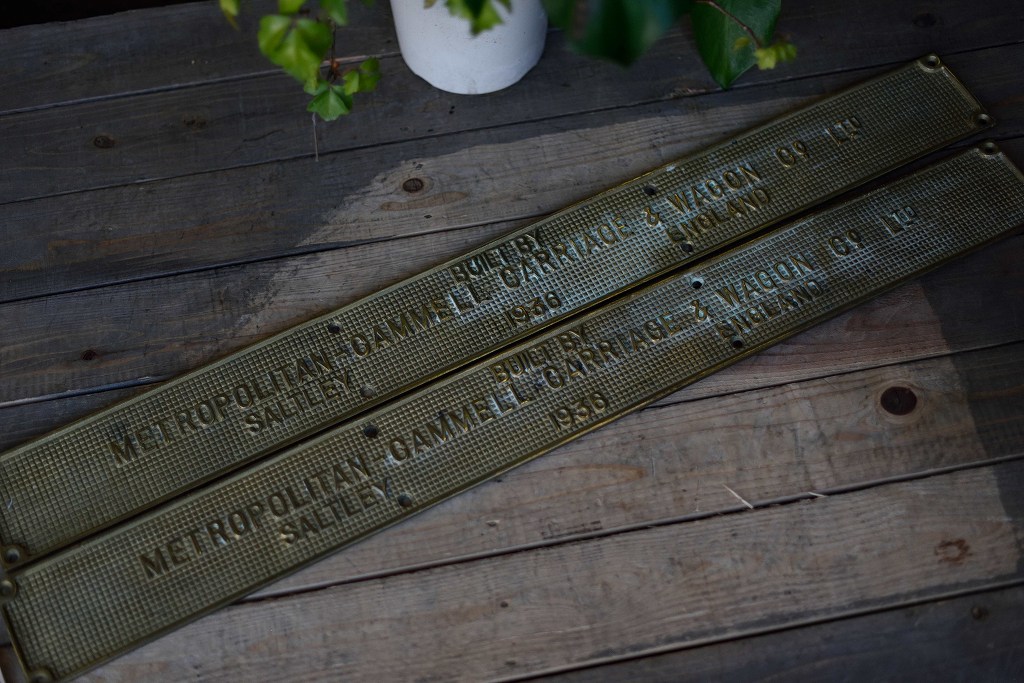 BUILT BY
METROPOLITAN-CAMMELL-CARRIAGE & WAGON Co LTD
SALTLEY 1936 ENGLAND
BUILT BY
METROPOLITAN-CAMMELL-CARRIAGE & WAGON Co LTD
SALTLEY 1936 ENGLAND